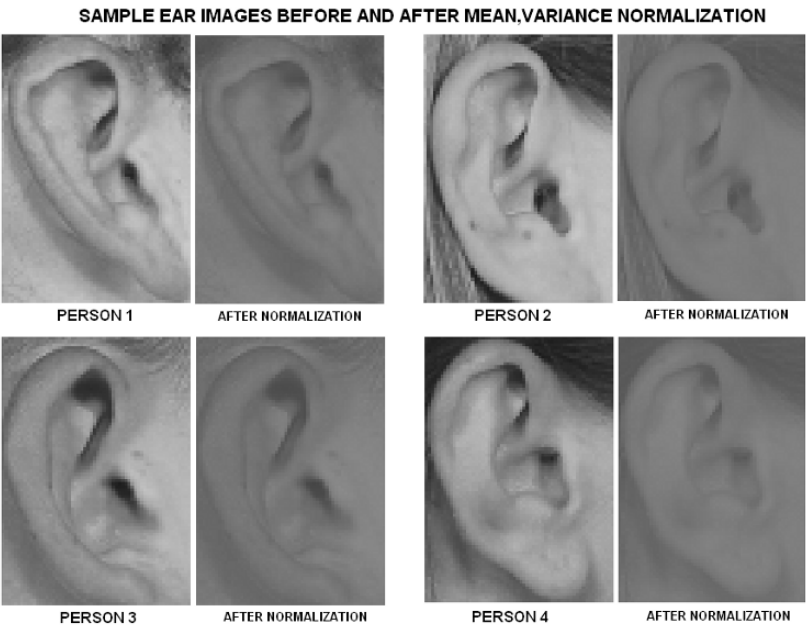 SAMPLE EAR IMAGES BEFORE AND AFTER MEAN,VARIANCE NORMALIZATION
PERSON 1
AFTER NORMALIZATION
PERSON 2
AFTER NORMALIZATION
PERSON 3
AFTER NORMALIZATION
PERSON 4
AFTER NORMALIZATION